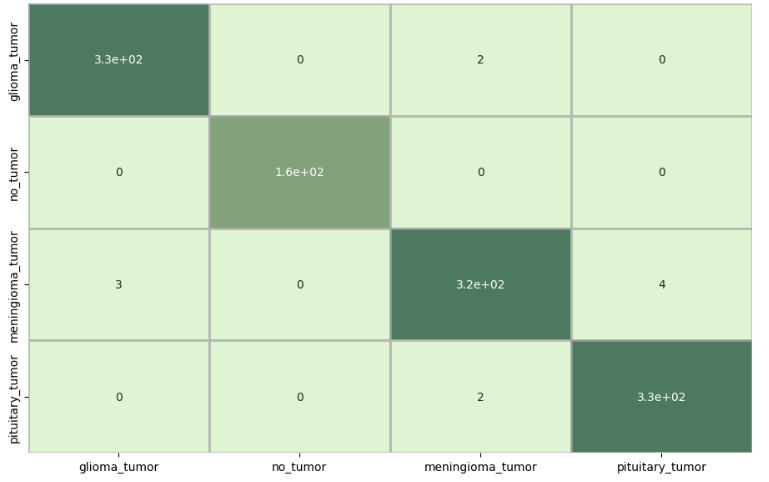 glioma_tumor 3.3e+02 0 2 0
no_tumor 0 1.6e+02 0 0
meningioma_tumor 3 0 3.2e+02 4
pituitary_tumor 0 0 2 3.3e+02
glioma_tumor no_tumor meningioma_tumor pituitary_tumor